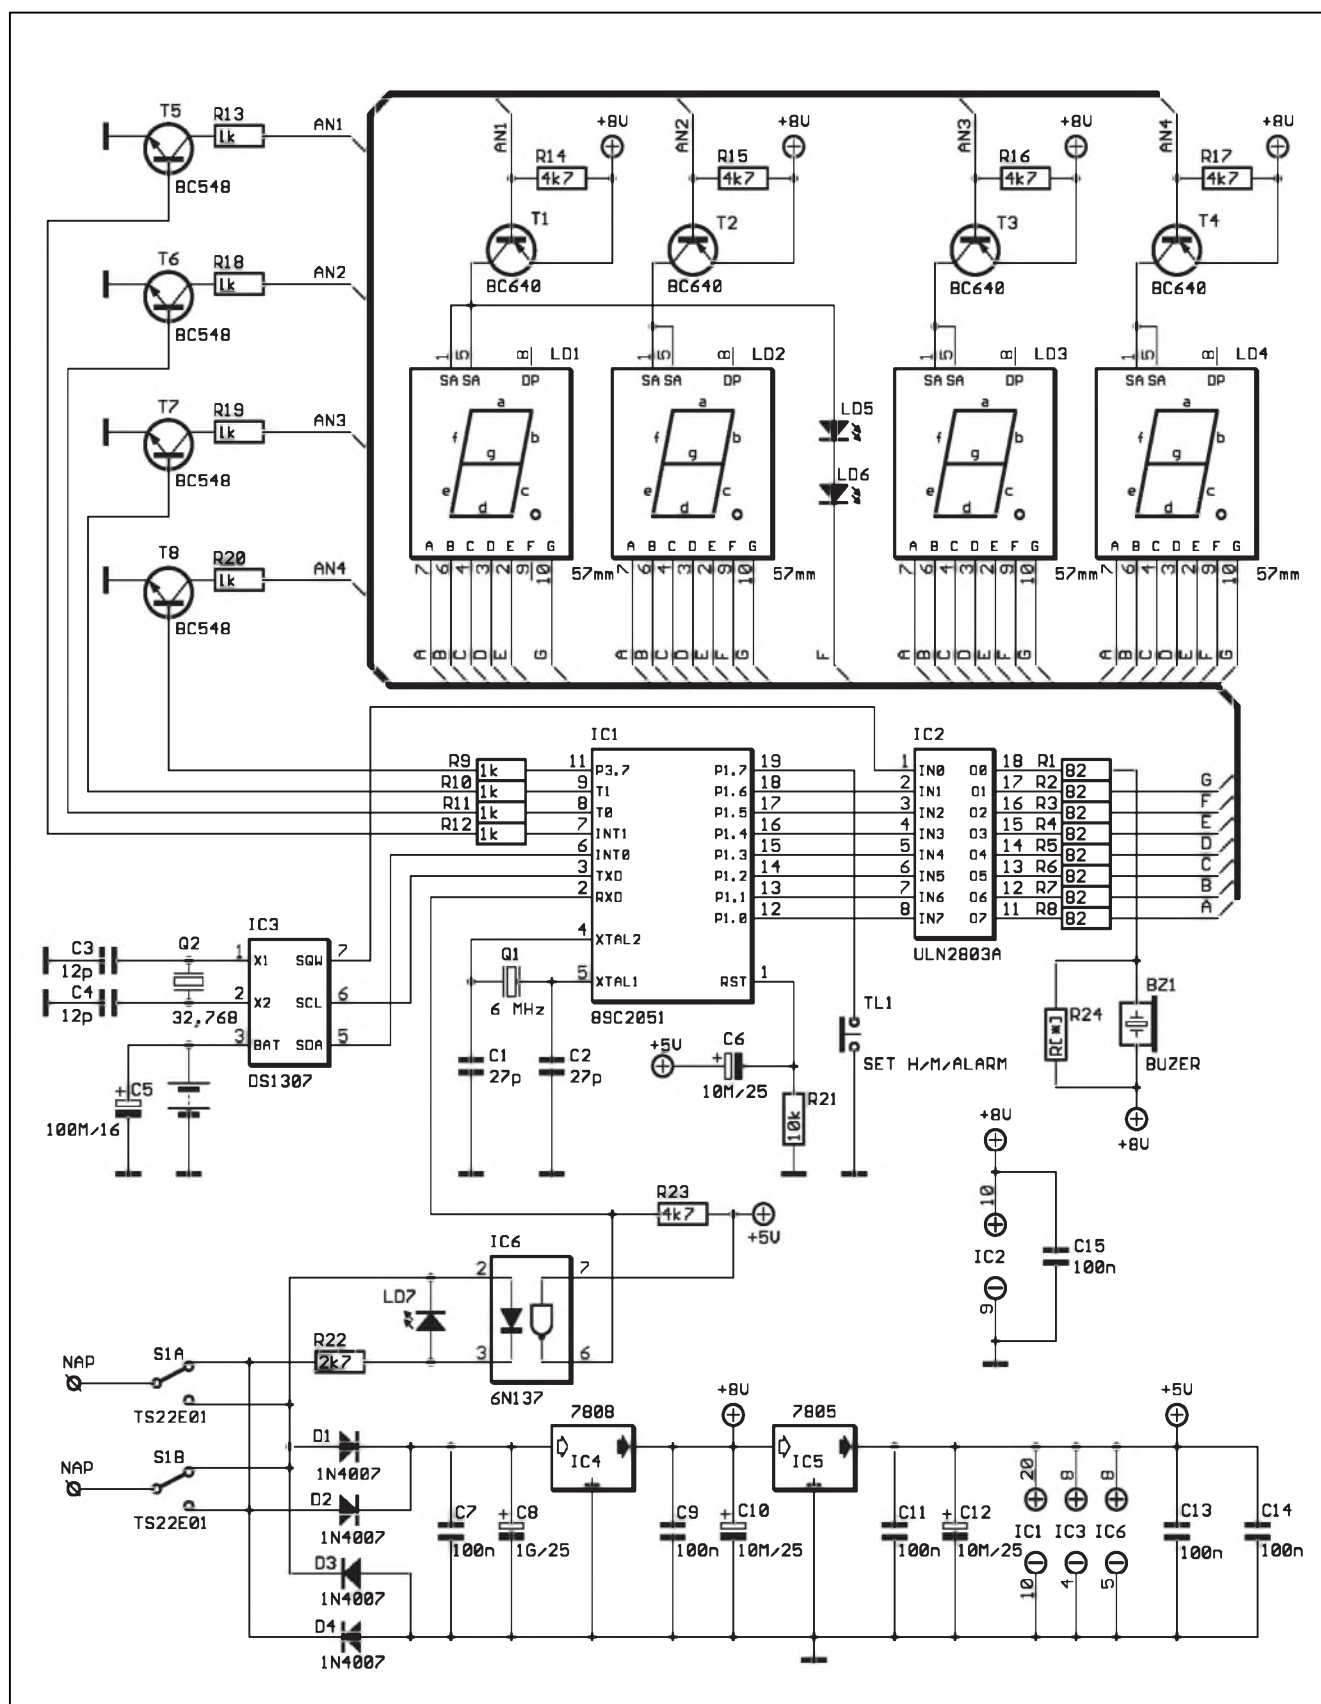 T5 R13 AN1
1k
BC548
T6 R18 AN2
1k
BC548
T7 R19 AN3
1k
BC548
T8 R20 AN4
1k
BC548
AN1 +8V AN2 +8V AN3 +8V AN4 +8V
R14 R15 R16 R17
4k7 4k7 4k7 4k7
T1 T2 T3 T4
BC640 BC640 BC640 BC640
1 5 8 LD1 1 5 8 LD2 1 5 8 LD3 1 5 8 LD4
SA SA DP SA SA DP SA SA DP SA SA DP
a a a a
f b f b LD5 f b f b
g g g g
e c e c LD6 e c e c
d d d d
A B C D E F G A B C D E F G A B C D E F G A B C D E F G
7 6 4 3 2 9 10 57mm 7 6 4 3 2 9 10 57mm 7 6 4 3 2 9 10 57mm 7 6 4 3 2 9 10 57mm
A B C D E G A B C D E F G F A B C D E F G A B C D E F G
IC1 IC2
R9 1k 11 P3.7 P1.7 19 1 IN0 O0 18 R1 82
R10 1k 9 T1 P1.6 18 2 IN1 O1 17 R2 82 G
R11 1k 8 T0 P1.5 17 3 IN2 O2 16 R3 82 F
R12 1k 7 INT1 P1.4 16 4 IN3 O3 15 R4 82 E
6 INT0 P1.3 15 5 IN4 O4 14 R5 82 D
3 TXD P1.2 14 6 IN5 O5 13 R6 82 C
2 RXD P1.1 13 7 IN6 O6 12 R7 82 B
P1.0 12 8 IN7 O7 11 R8 82 A
4 XTAL2 ULN2803A
5 XTAL1 RST 1
Q1
6 MHz 89C2051
IC3
C3 Q2 1 X1 SQW 7
12p
C4 2 X2 SCL 6
12p 32,768
3 BAT SDA 5
DS1307
C5
+
100M/16
C1 C2
27p 27p
+5V + C6
10M/25
R21
10k
TL1
SET H/M/ALARM
R24 BZ1
R[*]
BUZER
+8V
+8V
10
IC2 C15
100n
9
R23
4k7
+5V
IC6
2 7
LD7
R22
2k7 3 6
6N137
NAP S1A
TS22E01
NAP S1B
TS22E01
D1
1N4007
D2
1N4007
D3
1N4007
D4
1N4007
7808 +8V 7805 +5V
IC4 IC5
20 8 8
C7 + C8 C9 + C10 C11 + C12 IC1 IC3 IC6 C13 C14
100n 1G/25 100n 10M/25 100n 10M/25 100n 100n
10 4 5